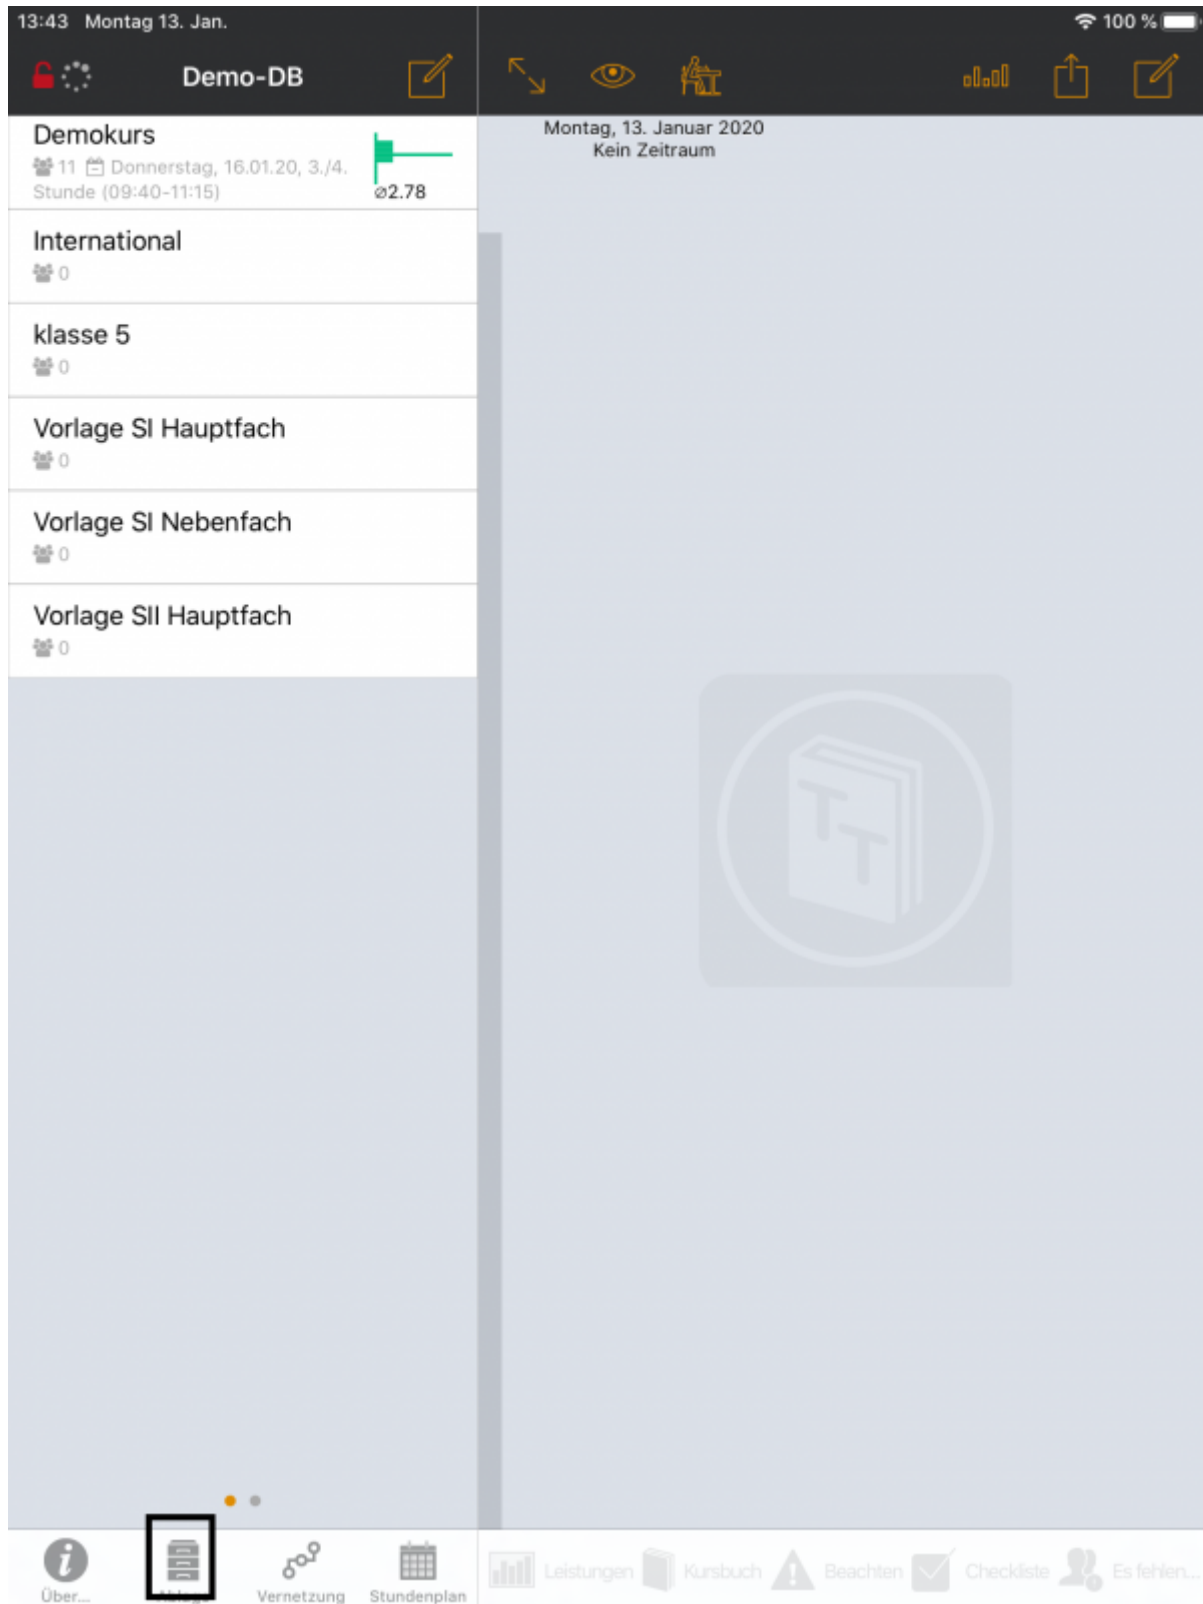 13:43 Montag 13. Jan.
100 %
Demo-DB
Demokurs
11 Donnerstag, 16.01.20, 3./4.
Stunde (09:40-11:15)
⌀2.78
International
0
klasse 5
0
Vorlage SI Hauptfach
0
Vorlage SI Nebenfach
0
Vorlage SII Hauptfach
0
Montag, 13. Januar 2020
Kein Zeitraum
TT
Über...
Ablage
Vernetzung
Stundenplan
Leistungen
Kursbuch
Beachten
Checkliste
Es fehlen...